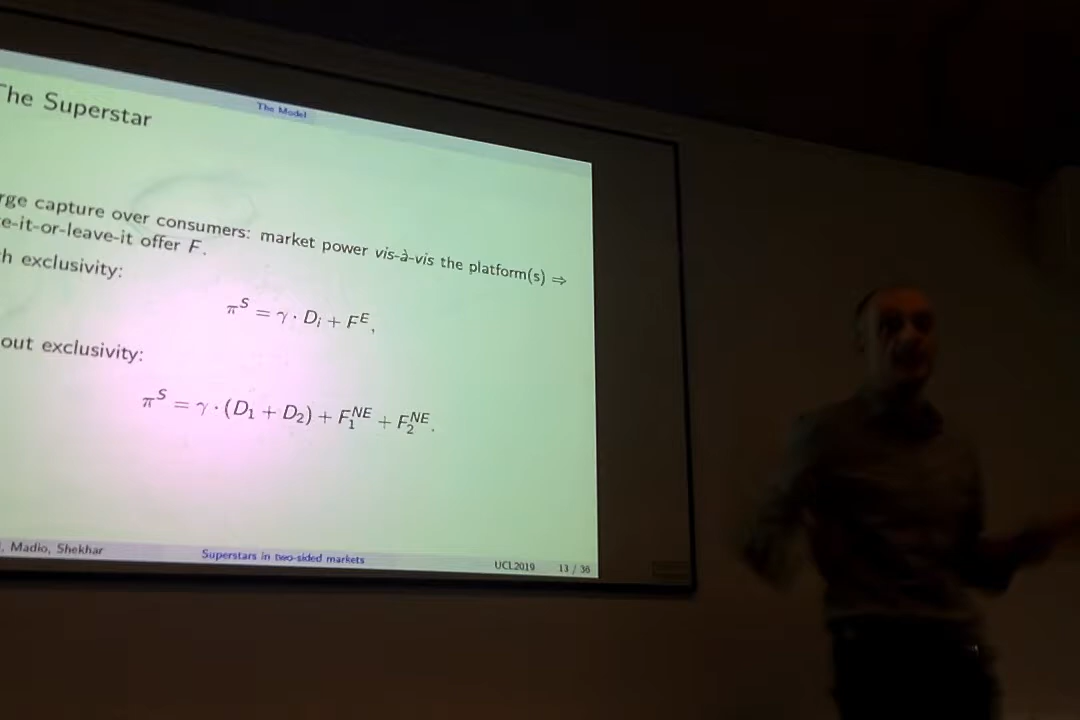 The Model
The Superstar
rge capture over consumers: market power vis-à-vis the platform(s) ⇒
e-it-or-leave-it offer F.
h exclusivity:
π^S = γ · D_i + F^E,
out exclusivity:
π^S = γ · (D_1 + D_2) + F_1^{NE} + F_2^{NE}.
, Madio, Shekhar Superstars in two-sided markets UCL2019 13 / 36